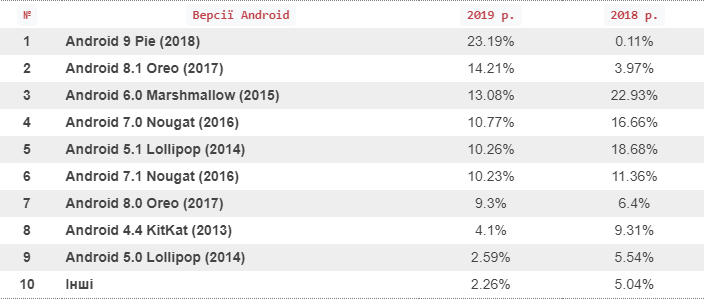 № Версії Android 2019 р. 2018 р.
1 Android 9 Pie (2018) 23.19% 0.11%
2 Android 8.1 Oreo (2017) 14.21% 3.97%
3 Android 6.0 Marshmallow (2015) 13.08% 22.93%
4 Android 7.0 Nougat (2016) 10.77% 16.66%
5 Android 5.1 Lollipop (2014) 10.26% 18.68%
6 Android 7.1 Nougat (2016) 10.23% 11.36%
7 Android 8.0 Oreo (2017) 9.3% 6.4%
8 Android 4.4 KitKat (2013) 4.1% 9.31%
9 Android 5.0 Lollipop (2014) 2.59% 5.54%
10 Інші 2.26% 5.04%